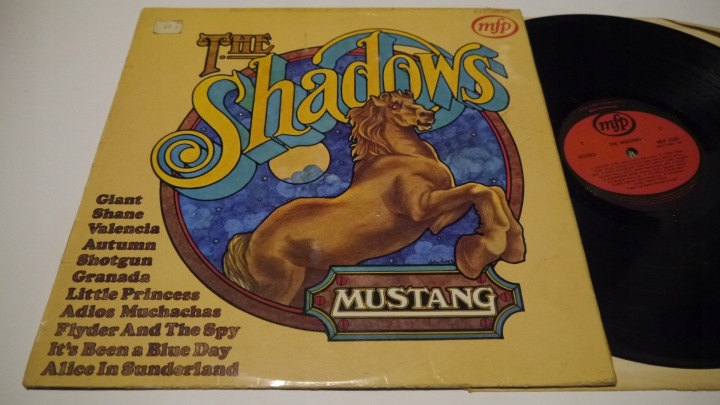 THE
Shadows
mfp
Giant
Shane
Valencia
Autumn
Shotgun
Granada
Little Princess
Adios Muchachas
Flyder And The Spy
It's Been a Blue Day
Alice In Sunderland
MUSTANG
mfp
THE SHADOWS
STEREO